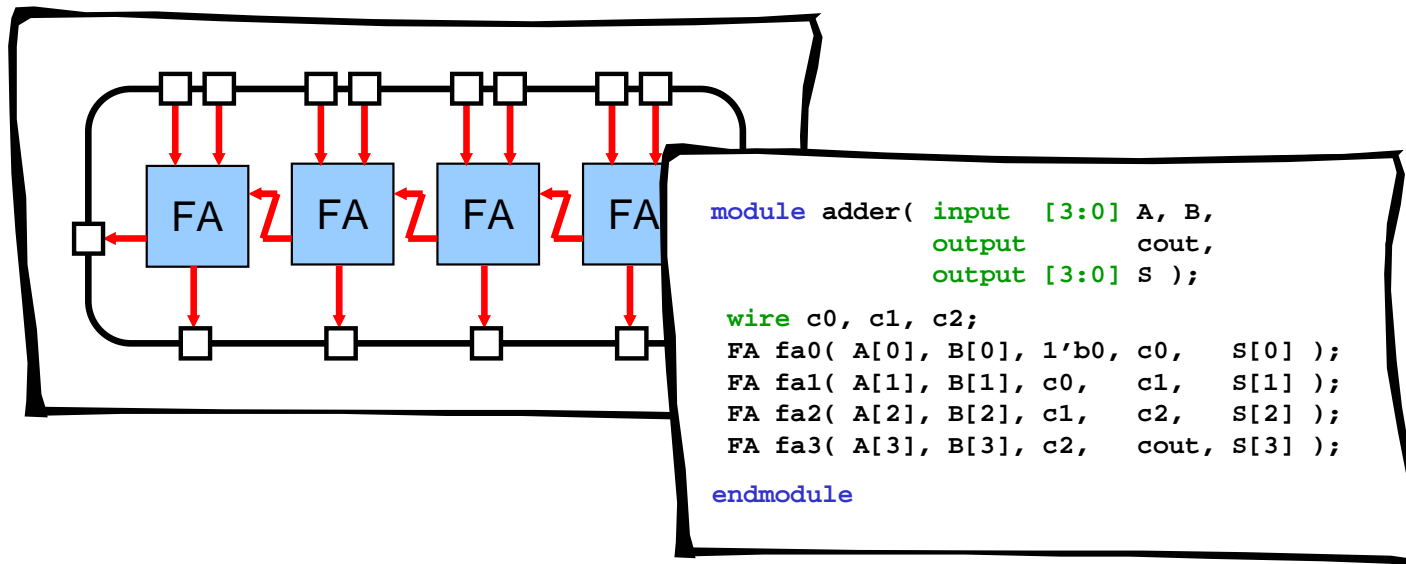 FA FA FA FA
module adder( input [3:0] A, B,
output cout,
output [3:0] S );
wire c0, c1, c2;
FA fa0( A[0], B[0], 1’b0, c0, S[0] );
FA fa1( A[1], B[1], c0, c1, S[1] );
FA fa2( A[2], B[2], c1, c2, S[2] );
FA fa3( A[3], B[3], c2, cout, S[3] );
endmodule